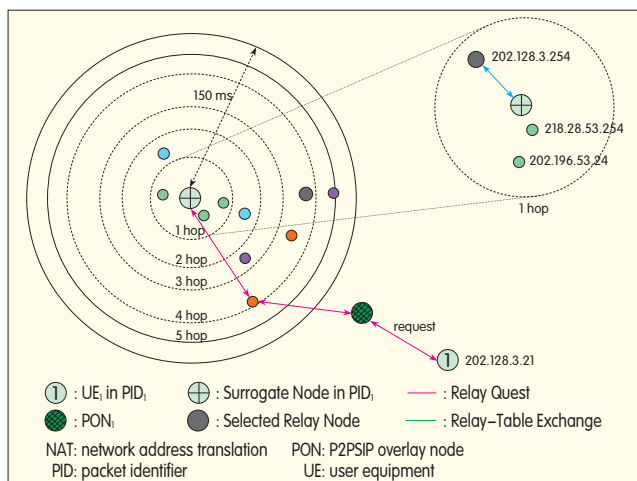 150 ms
1 hop
2 hop
3 hop
4 hop
5 hop
202.128.3.254
218.28.53.254
202.196.53.24
1 hop
request
1
202.128.3.21
1 : UE₁ in PID₁
: Surrogate Node in PID₁
: Relay Quest
: PON₁
: Selected Relay Node
: Relay–Table Exchange
NAT: network address translation PON: P2PSIP overlay node
PID: packet identifier UE: user equipment